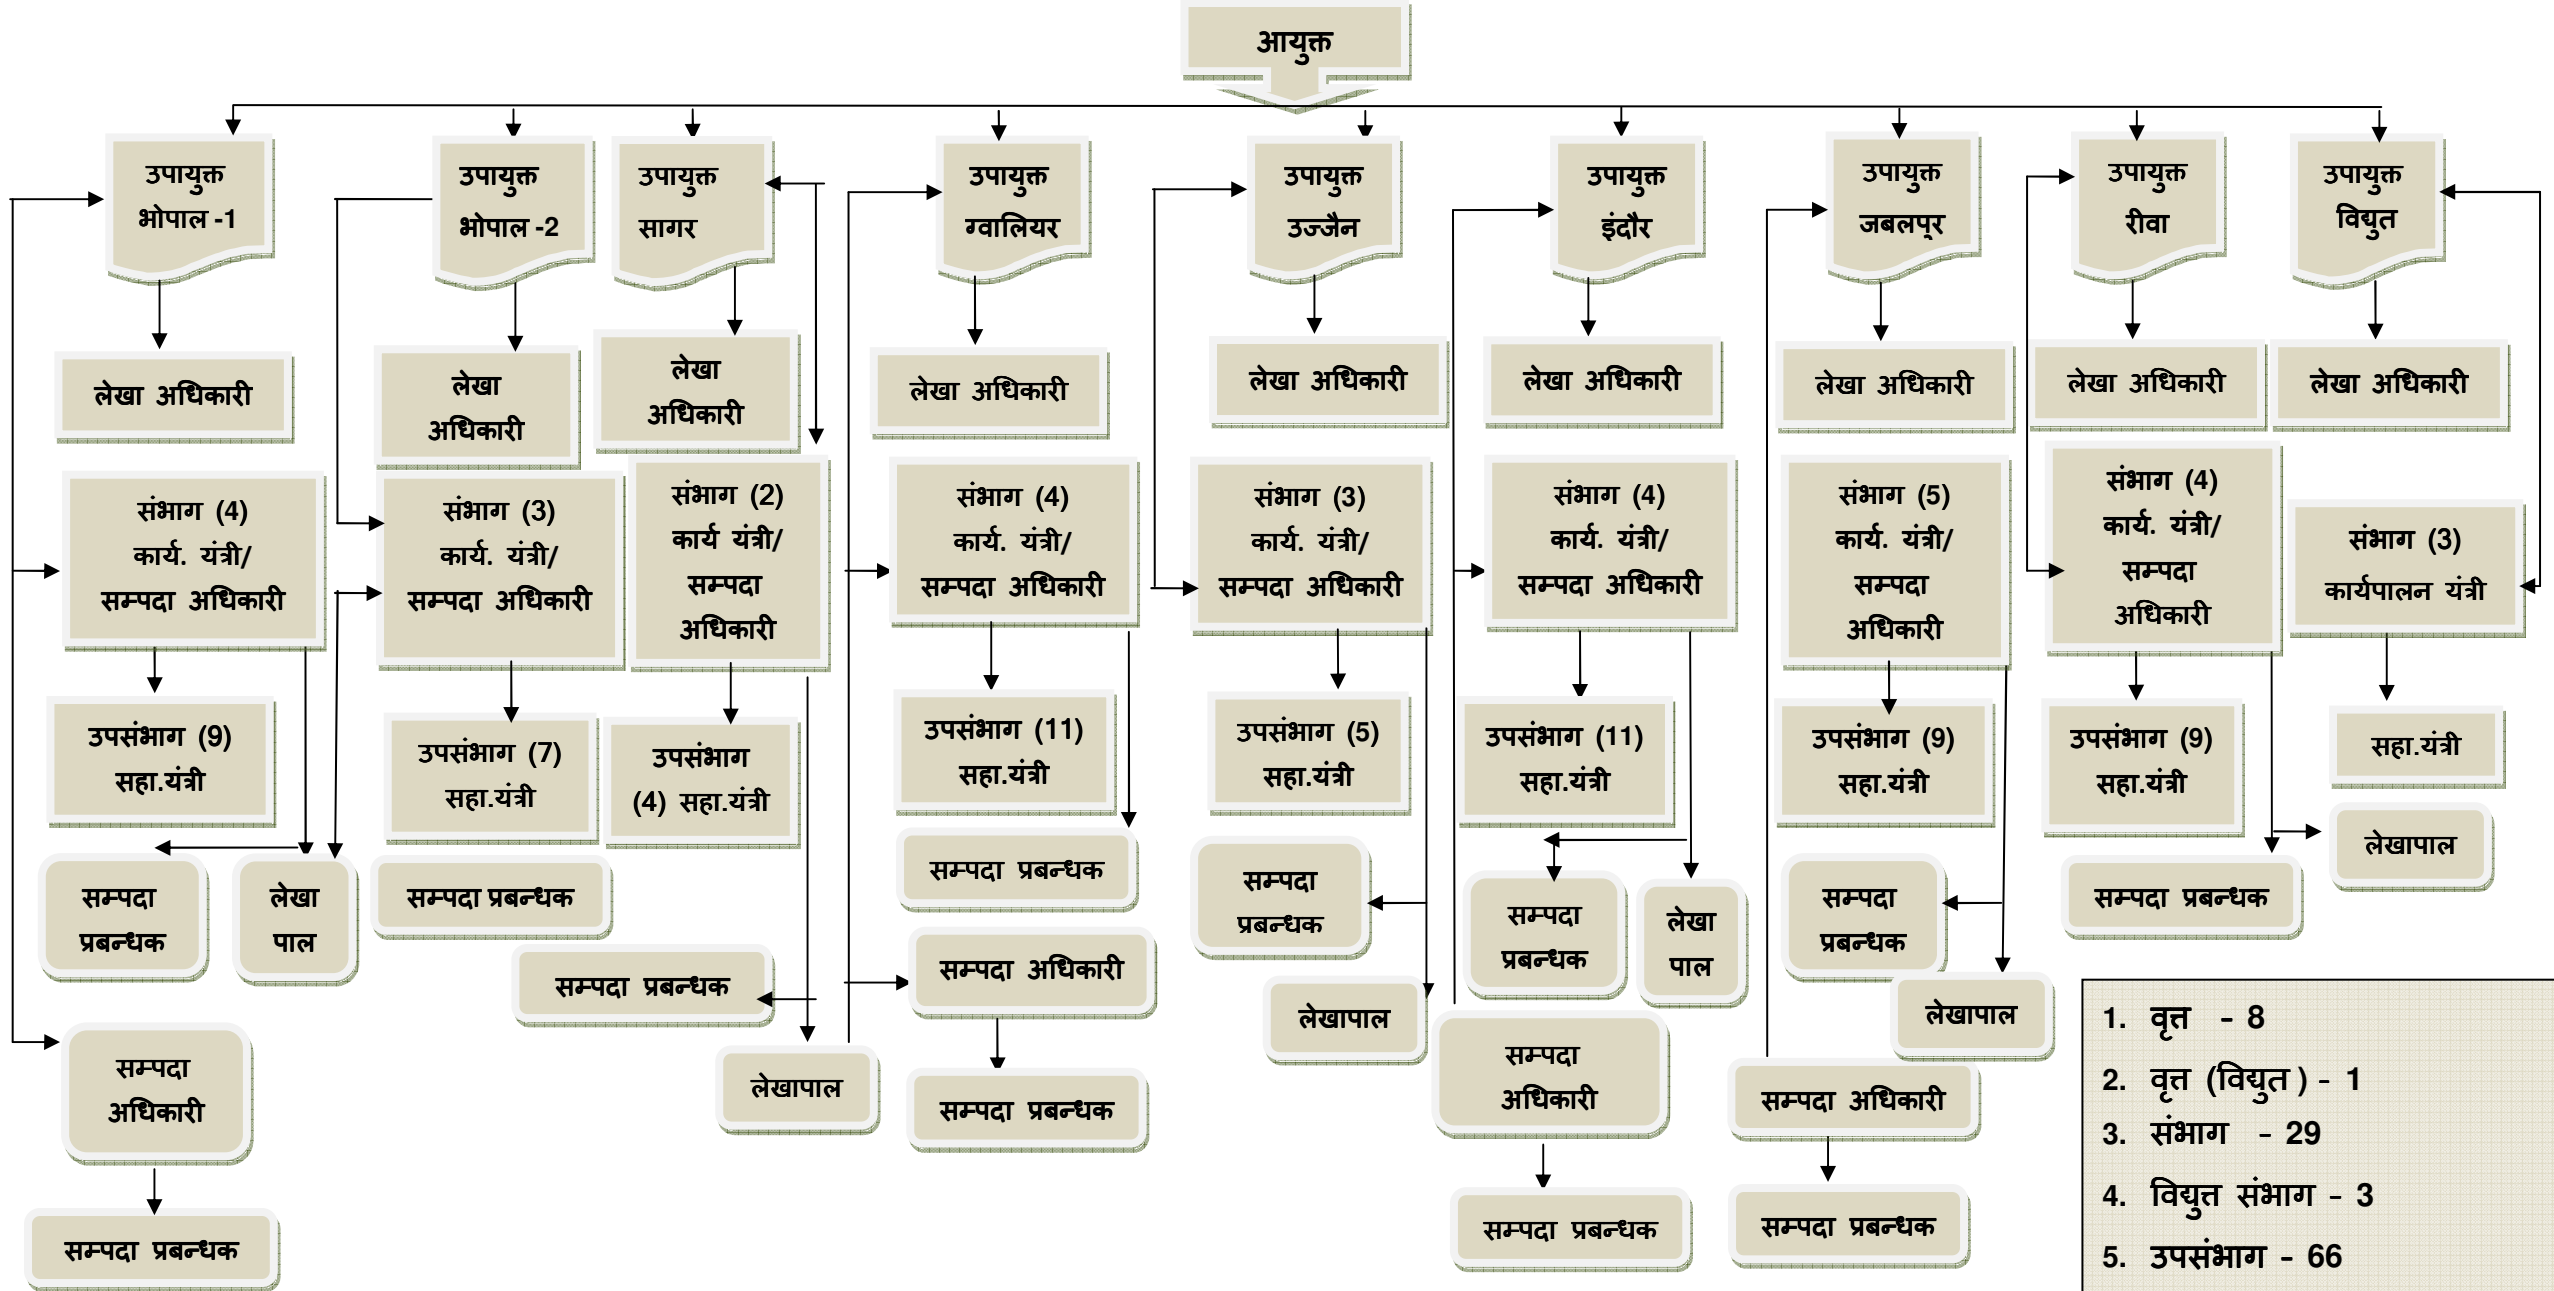 आयुक्त
उपायुक्त
भोपाल -1
उपायुक्त
भोपाल -2
उपायुक्त
सागर
उपायुक्त
ग्वालियर
उपायुक्त
उज्जैन
उपायुक्त
इंदौर
उपायुक्त
जबलपुर
उपायुक्त
रीवा
उपायुक्त
विद्युत
लेखा अधिकारी
लेखा
अधिकारी
लेखा
अधिकारी
लेखा अधिकारी
लेखा अधिकारी
लेखा अधिकारी
लेखा अधिकारी
लेखा अधिकारी
लेखा अधिकारी
संभाग (4)
कार्य. यंत्री/
सम्पदा अधिकारी
संभाग (3)
कार्य. यंत्री/
सम्पदा अधिकारी
संभाग (2)
कार्य यंत्री/
सम्पदा
अधिकारी
संभाग (4)
कार्य. यंत्री/
सम्पदा अधिकारी
संभाग (3)
कार्य. यंत्री/
सम्पदा अधिकारी
संभाग (4)
कार्य. यंत्री/
सम्पदा अधिकारी
संभाग (5)
कार्य. यंत्री/
सम्पदा
अधिकारी
संभाग (4)
कार्य. यंत्री/
सम्पदा
अधिकारी
संभाग (3)
कार्यपालन यंत्री
उपसंभाग (9)
सहा.यंत्री
उपसंभाग (7)
सहा.यंत्री
उपसंभाग
(4) सहा.यंत्री
उपसंभाग (11)
सहा.यंत्री
उपसंभाग (5)
सहा.यंत्री
उपसंभाग (11)
सहा.यंत्री
उपसंभाग (9)
सहा.यंत्री
उपसंभाग (9)
सहा.यंत्री
सहा.यंत्री
सम्पदा
प्रबन्धक
लेखा
पाल
सम्पदा प्रबन्धक
सम्पदा प्रबन्धक
लेखापाल
सम्पदा प्रबन्धक
सम्पदा अधिकारी
सम्पदा प्रबन्धक
सम्पदा
प्रबन्धक
लेखापाल
सम्पदा
प्रबन्धक
लेखा
पाल
सम्पदा
प्रबन्धक
लेखापाल
सम्पदा प्रबन्धक
लेखापाल
सम्पदा
अधिकारी
सम्पदा प्रबन्धक
सम्पदा
अधिकारी
सम्पदा प्रबन्धक
सम्पदा अधिकारी
सम्पदा प्रबन्धक
1. वृत्त - 8
2. वृत्त (विद्युत ) - 1
3. संभाग - 29
4. विद्युत्त संभाग - 3
5. उपसंभाग - 66